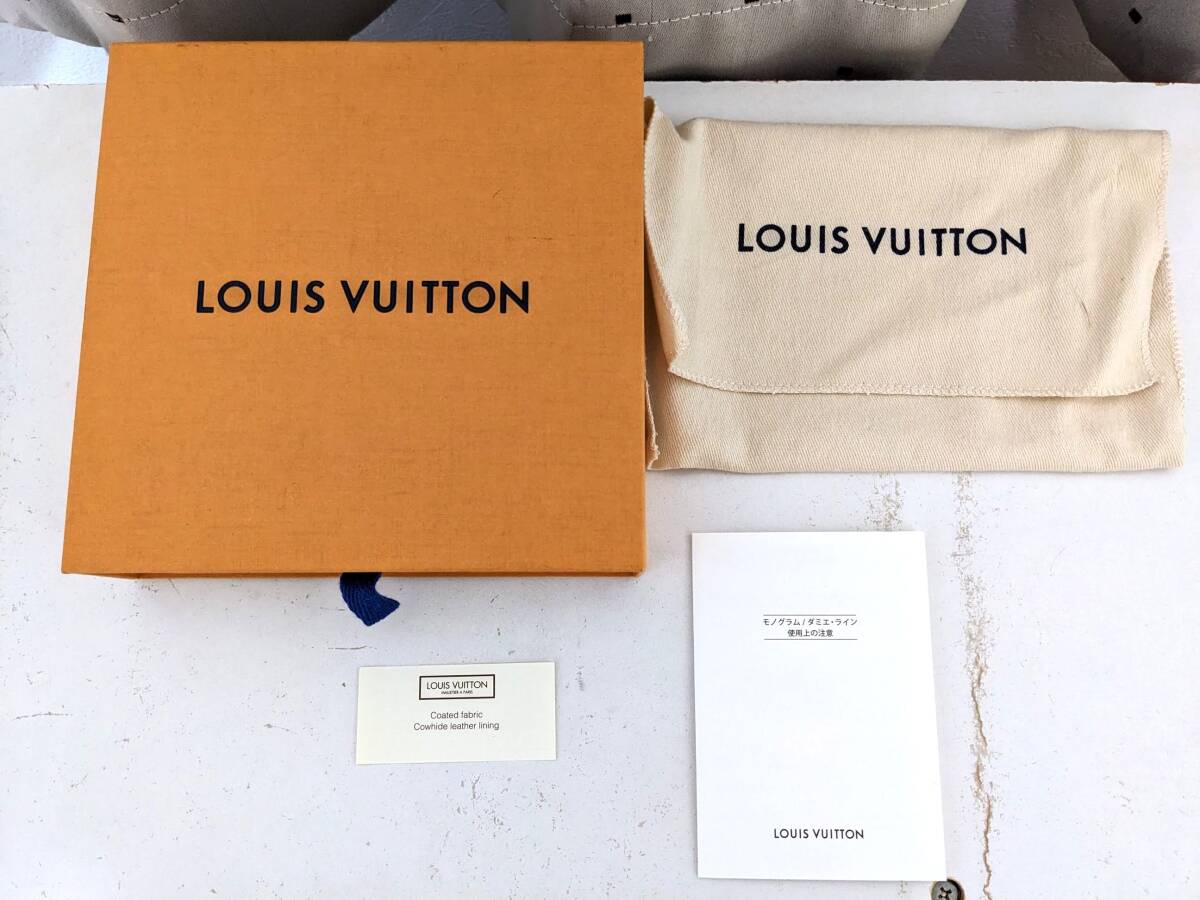 LOUIS VUITTON
LOUIS VUITTON
LOUIS VUITTON
MALLETIER A PARIS
Coated fabric
Cowhide leather lining
モノグラム / ダミエ・ライン
使用上の注意
LOUIS VUITTON